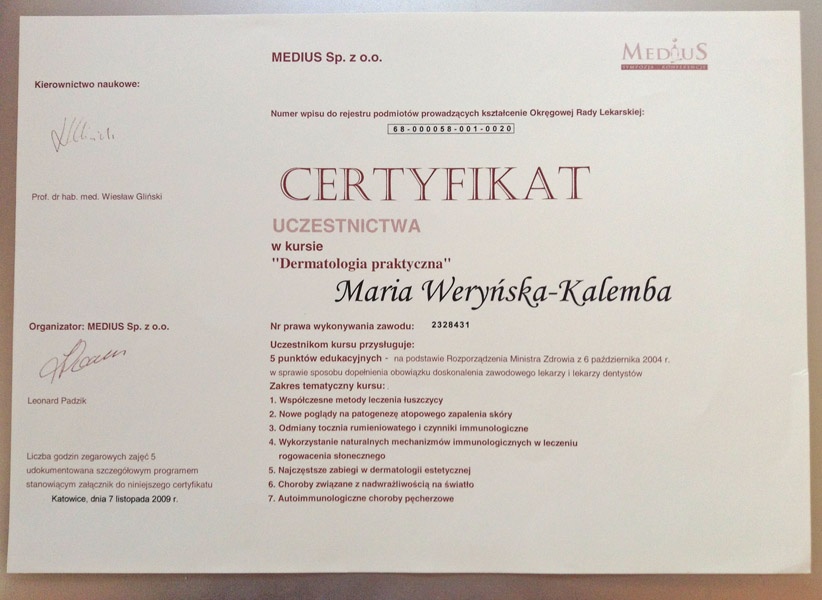 MEDIUS Sp. z o.o.
MEDIUS
SYMPOZJA KONFERENCJE
Kierownictwo naukowe:
Prof. dr hab. med. Wiesław Gliński
Numer wpisu do rejestru podmiotów prowadzących kształcenie Okręgowej Rady Lekarskiej:
68-000058-001-0020
CERTYFIKAT
UCZESTNICTWA
w kursie
"Dermatologia praktyczna"
Maria Weryńska-Kalemba
Organizator: MEDIUS Sp. z o.o.
Leonard Padzik
Nr prawa wykonywania zawodu: 2328431
Uczestnikom kursu przysługuje:
5 punktów edukacyjnych - na podstawie Rozporządzenia Ministra Zdrowia z 6 października 2004 r.
w sprawie sposobu dopełnienia obowiązku doskonalenia zawodowego lekarzy i lekarzy dentystów
Zakres tematyczny kursu:
1. Współczesne metody leczenia łuszczycy
2. Nowe poglądy na patogenezę atopowego zapalenia skóry
3. Odmiany tocznia rumieniowatego i czynniki immunologiczne
4. Wykorzystanie naturalnych mechanizmów immunologicznych w leczeniu
rogowacenia słonecznego
5. Najczęstsze zabiegi w dermatologii estetycznej
6. Choroby związane z nadwrażliwością na światło
7. Autoimmunologiczne choroby pęcherzowe
Liczba godzin zegarowych zajęć 5
udokumentowana szczegółowym programem
stanowiącym załącznik do niniejszego certyfikatu
Katowice, dnia 7 listopada 2009 r.